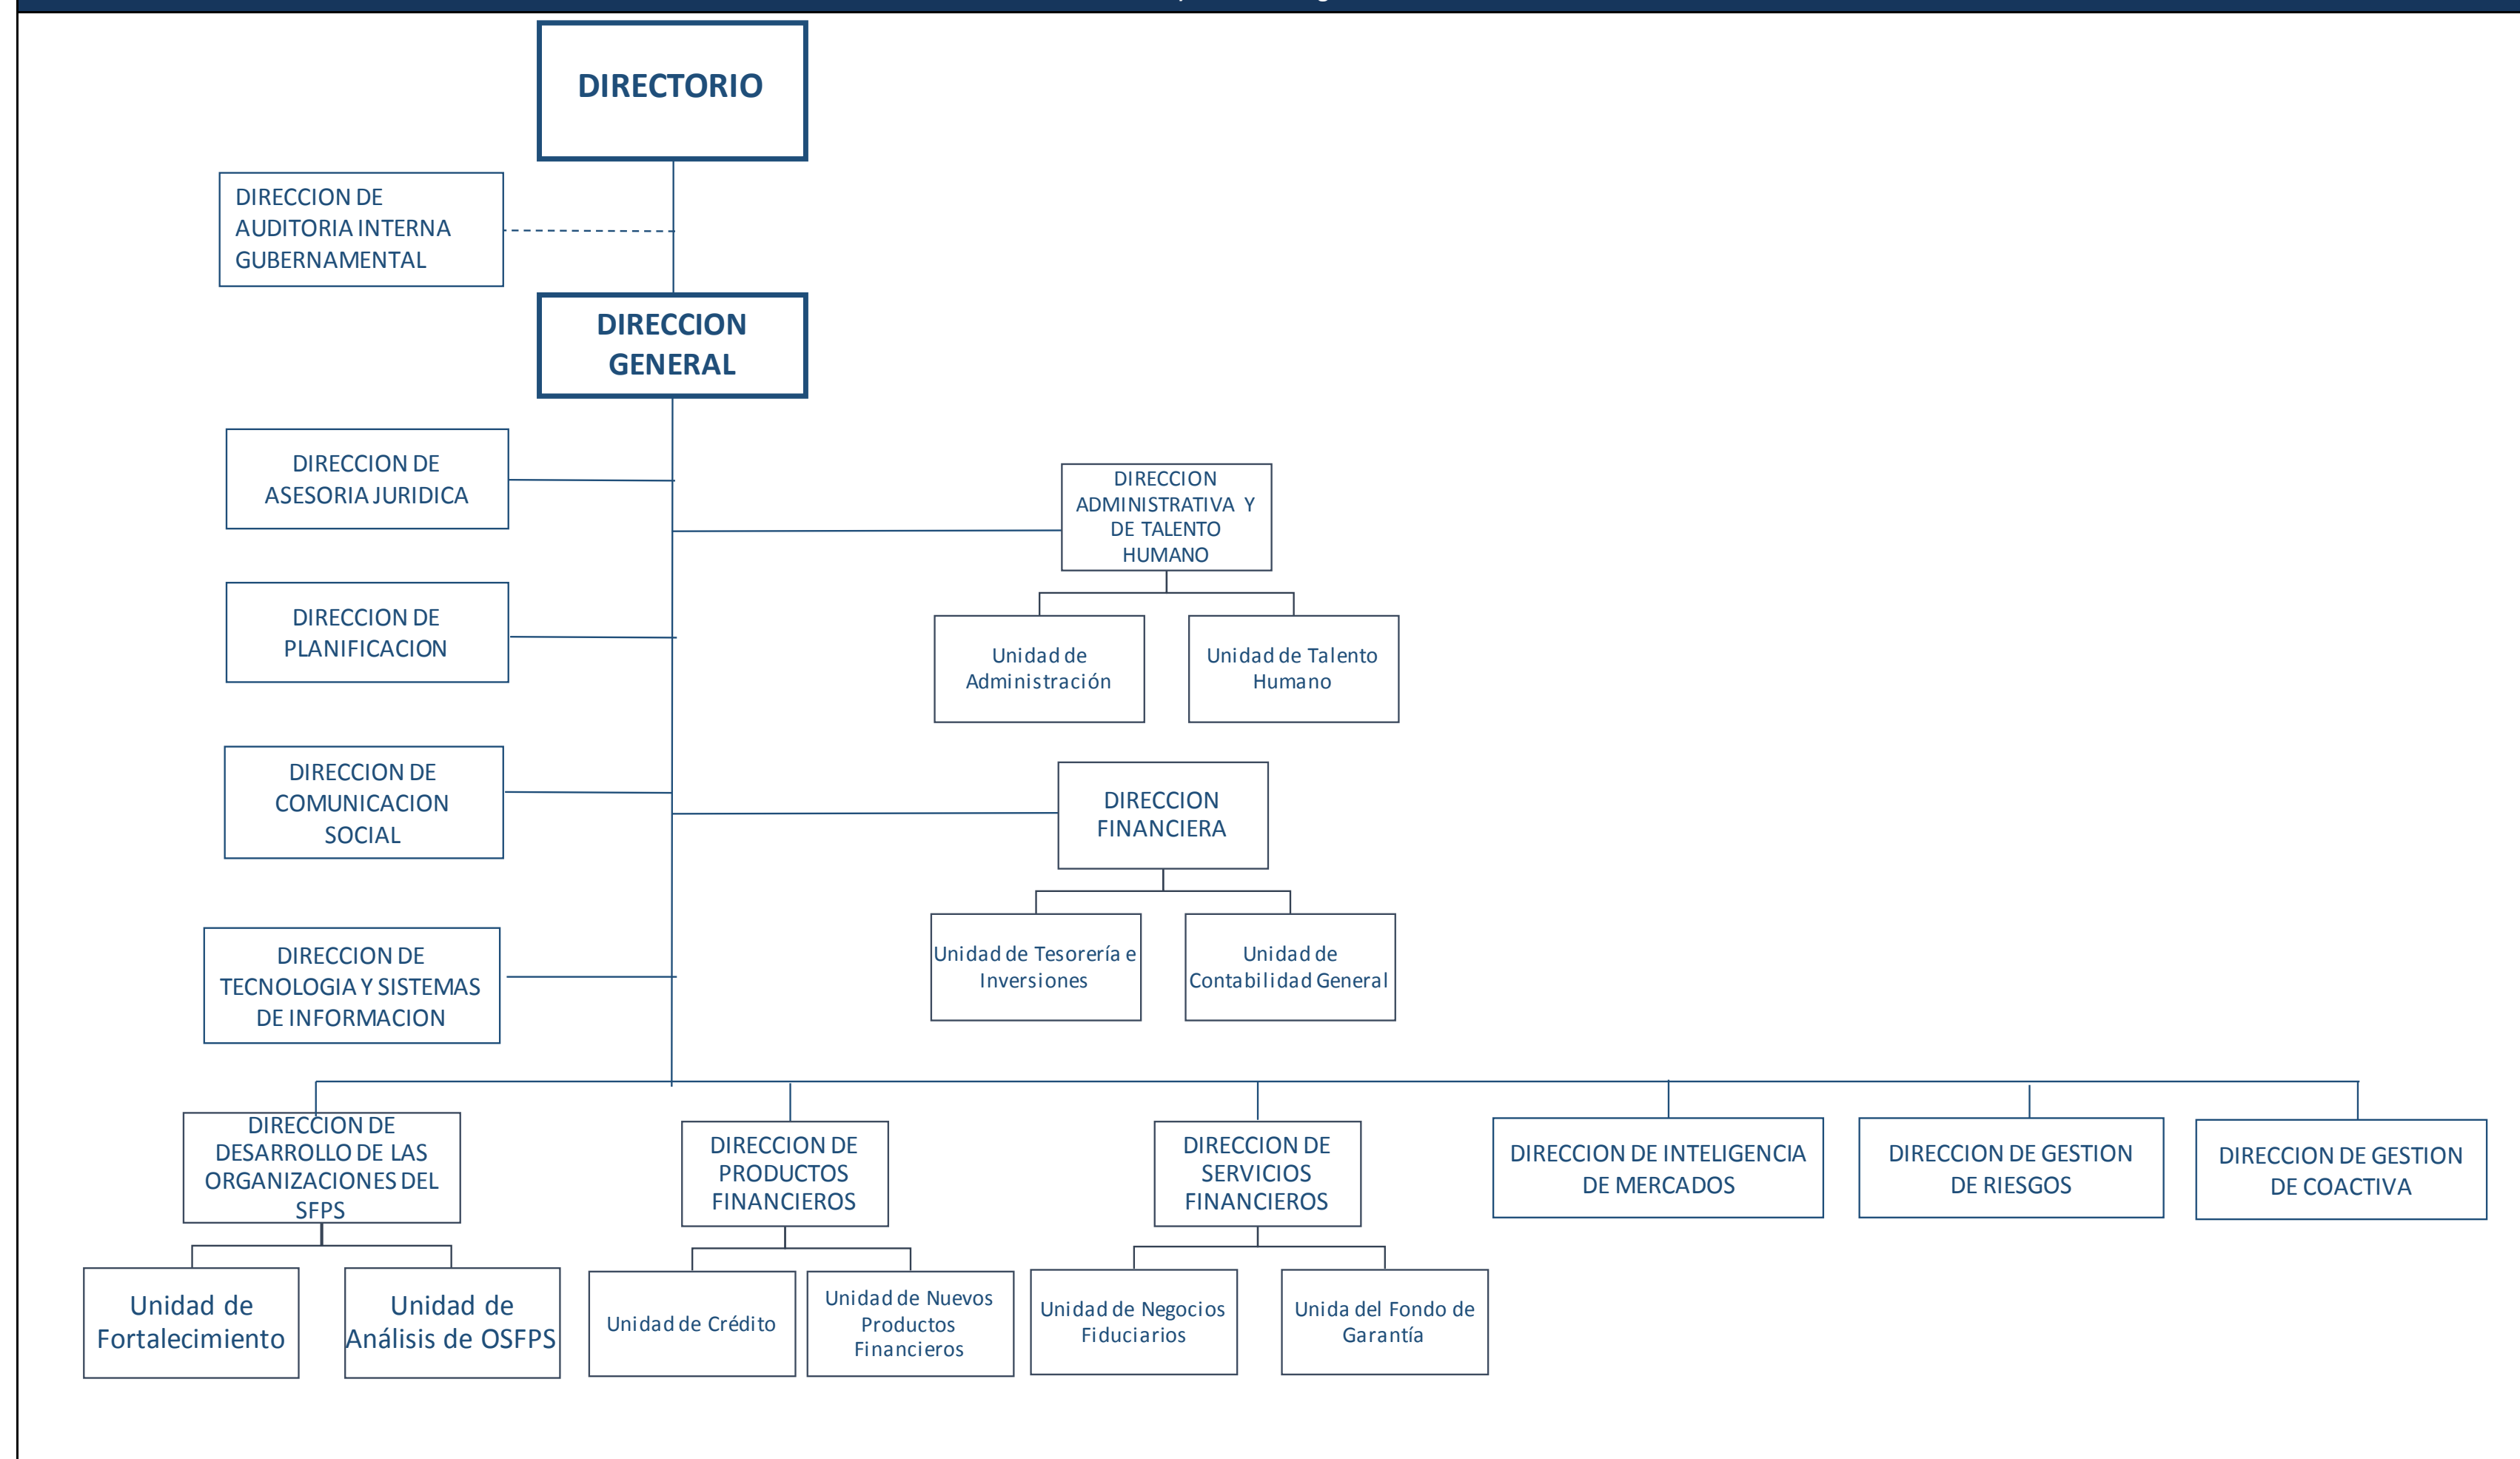 DIRECTORIO
DIRECCION DE
AUDITORIA INTERNA
GUBERNAMENTAL
DIRECCION
GENERAL
DIRECCION DE
ASESORIA JURIDICA
DIRECCION
ADMINISTRATIVA Y
DE TALENTO
HUMANO
DIRECCION DE
PLANIFICACION
Unidad de
Administración
Unidad de Talento
Humano
DIRECCION DE
COMUNICACION
SOCIAL
DIRECCION
FINANCIERA
DIRECCION DE
TECNOLOGIA Y SISTEMAS
DE INFORMACION
Unidad de Tesorería e
Inversiones
Unidad de
Contabilidad General
DIRECCION DE
DESARROLLO DE LAS
ORGANIZACIONES DEL
SFPS
DIRECCION DE
PRODUCTOS
FINANCIEROS
DIRECCION DE
SERVICIOS
FINANCIEROS
DIRECCION DE INTELIGENCIA
DE MERCADOS
DIRECCION DE GESTION
DE RIESGOS
DIRECCION DE GESTION
DE COACTIVA
Unidad de
Fortalecimiento
Unidad de
Análisis de OSFPS
Unidad de Crédito
Unidad de Nuevos
Productos
Financieros
Unidad de Negocios
Fiduciarios
Unida del Fondo de
Garantía